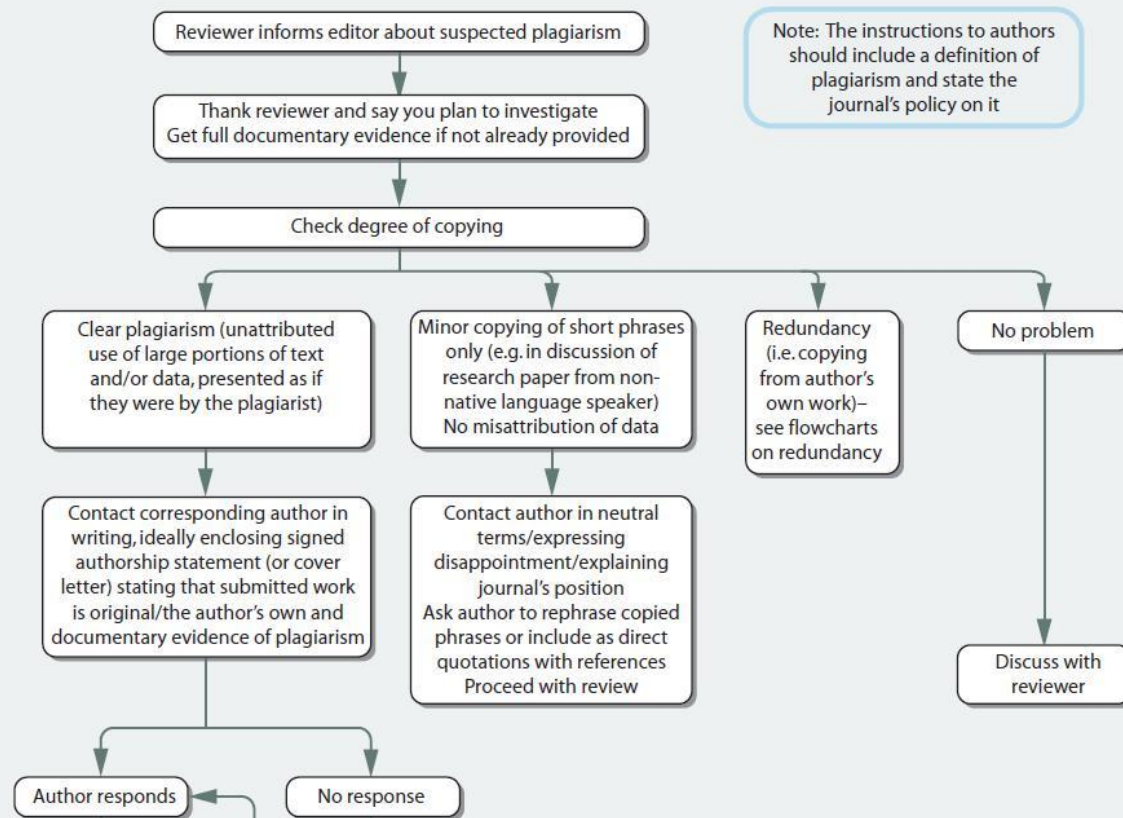 Reviewer informs editor about suspected plagiarism
Note: The instructions to authors
should include a definition of
plagiarism and state the
journal's policy on it
Thank reviewer and say you plan to investigate
Get full documentary evidence if not already provided
Check degree of copying
Clear plagiarism (unattributed
use of large portions of text
and/or data, presented as if
they were by the plagiarist)
Minor copying of short phrases
only (e.g. in discussion of
research paper from non-
native language speaker)
No misattribution of data
Redundancy
(i.e. copying
from author's
own work)–
see flowcharts
on redundancy
No problem
Contact corresponding author in
writing, ideally enclosing signed
authorship statement (or cover
letter) stating that submitted work
is original/the author's own and
documentary evidence of plagiarism
Contact author in neutral
terms/expressing
disappointment/explaining
journal's position
Ask author to rephrase copied
phrases or include as direct
quotations with references
Proceed with review
Discuss with
reviewer
Author responds
No response